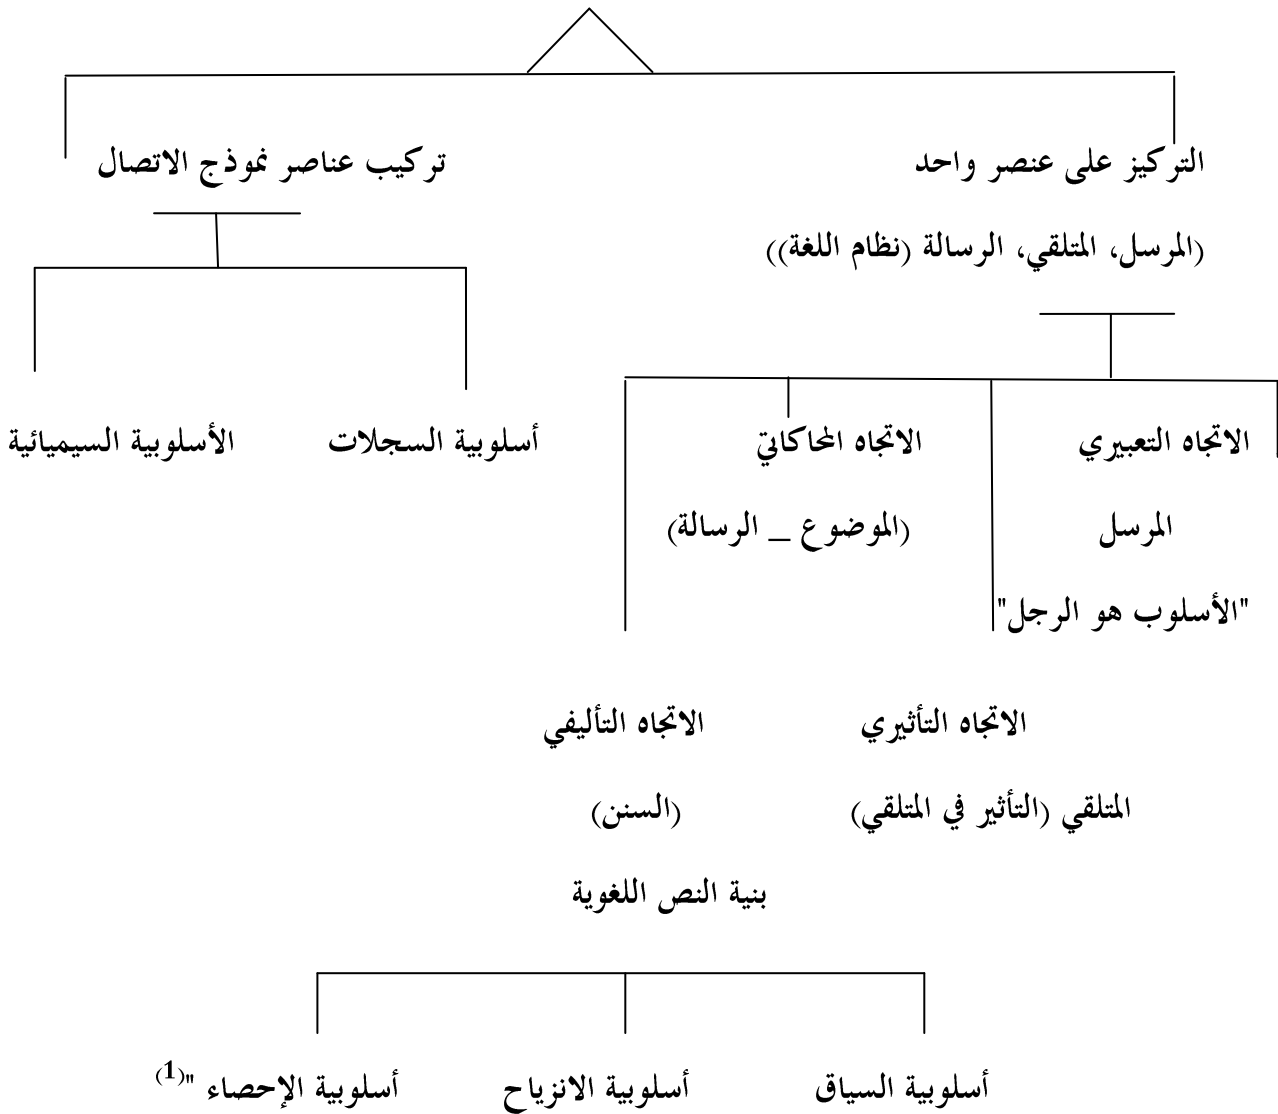 التركيز على عنصر واحد
تركيب عناصر نموذج الاتصال
(المرسل، المتلقي، الرسالة (نظام اللغة))
الاتجاه التعبيري
الاتجاه المحاكاتي
أسلوبية السجلات
الأسلوبية السيميائية
المرسل
(الموضوع _ الرسالة)
"الأسلوب هو الرجل"
الاتجاه التأثيري
الاتجاه التأليفي
المتلقي (التأثير في المتلقي)
(السنن)
بنية النص اللغوية
أسلوبية السياق
أسلوبية الانزياح
أسلوبية الإحصاء "(1)